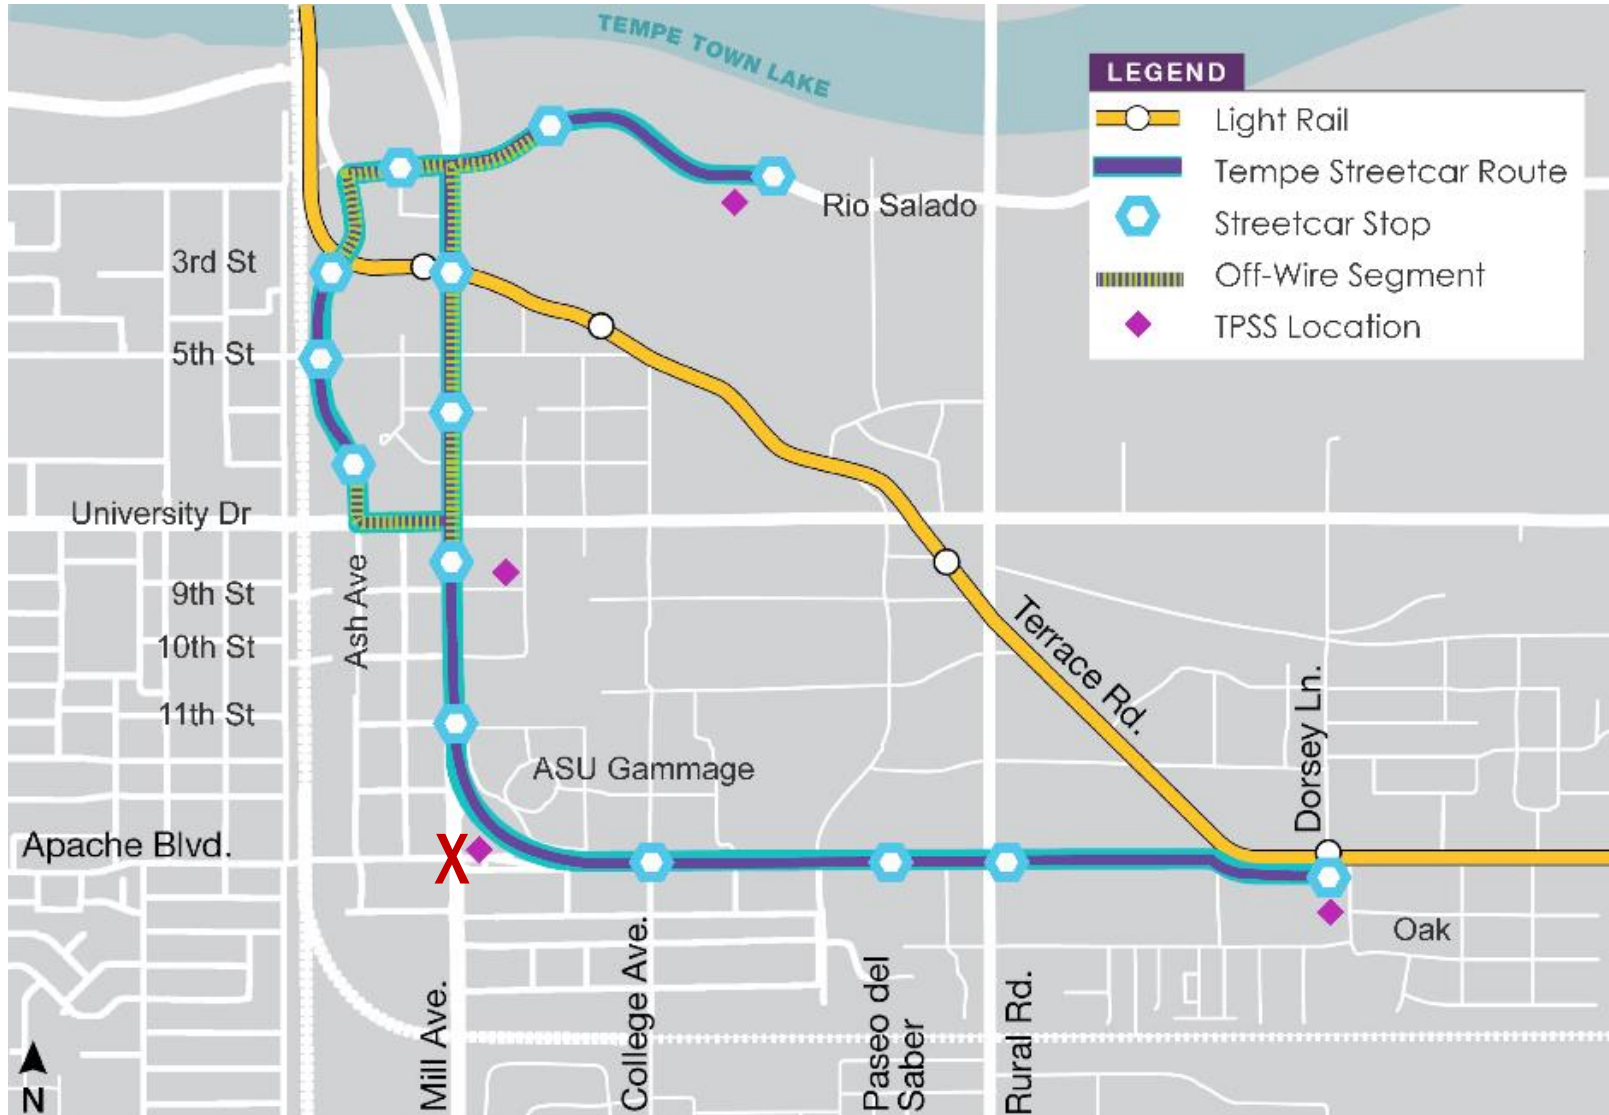 TEMPE TOWN LAKE
LEGEND
Light Rail
Tempe Streetcar Route
Streetcar Stop
Off-Wire Segment
TPSS Location
Rio Salado
3rd St
5th St
University Dr
Ash Ave
9th St
10th St
11th St
Terrace Rd.
Dorsey Ln.
ASU Gammage
Apache Blvd.
X
Oak
Mill Ave.
College Ave.
Paseo del
Saber
Rural Rd.
N